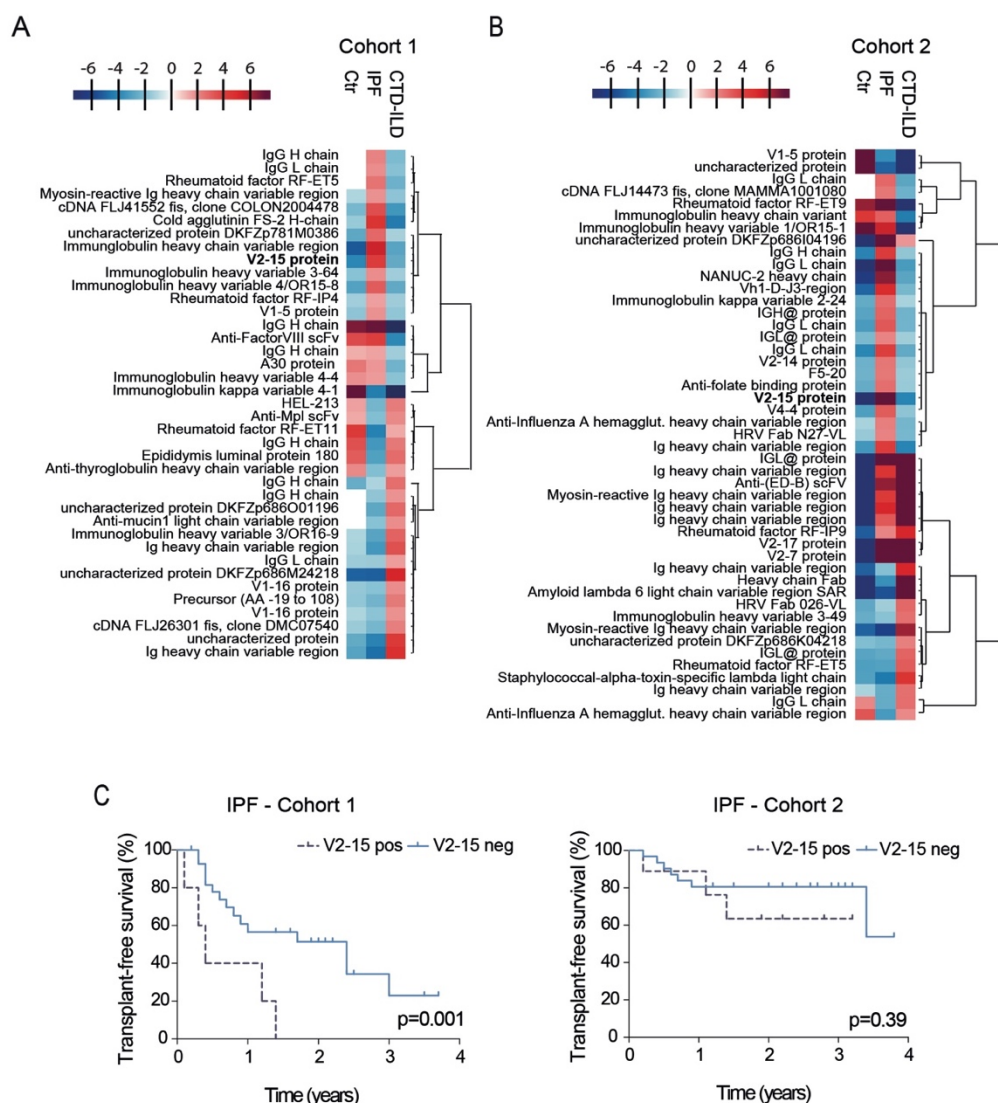 A
Cohort 1
-6 -4 -2 0 2 4 6
Ctr
IPF
CTD-ILD
IgG H chain
IgG L chain
Rheumatoid factor RF-ET5
Myosin-reactive Ig heavy chain variable region
cDNA FLJ41552 fis, clone COLON2004478
Cold agglutinin FS-2 H-chain
uncharacterized protein DKFZp781M0386
Immunglobulin heavy chain variable region
V2-15 protein
Immunoglobulin heavy variable 3-64
Immunoglobulin heavy variable 4/OR15-8
Rheumatoid factor RF-IP4
V1-5 protein
IgG H chain
Anti-FactorVIII scFv
IgG H chain
A30 protein
Immunoglobulin heavy variable 4-4
Immunoglobulin kappa variable 4-1
HEL-213
Anti-Mpl scFv
Rheumatoid factor RF-ET11
IgG H chain
Epididymis luminal protein 180
Anti-thyroglobulin heavy chain variable region
IgG H chain
IgG H chain
uncharacterized protein DKFZp686O01196
Anti-mucin1 light chain variable region
Immunoglobulin heavy variable 3/OR16-9
Ig heavy chain variable region
IgG L chain
uncharacterized protein DKFZp686M24218
V1-16 protein
Precursor (AA -19 to 108)
V1-16 protein
cDNA FLJ26301 fis, clone DMC07540
uncharacterized protein
Ig heavy chain variable region
B
Cohort 2
-6 -4 -2 0 2 4 6
Ctr
IPF
CTD-ILD
V1-5 protein
uncharacterized protein
IgG L chain
cDNA FLJ14473 fis, clone MAMMA1001080
Rheumatoid factor RF-ET9
Immunoglobulin heavy chain variant
Immunoglobulin heavy variable 1/OR15-1
uncharacterized protein DKFZp686I04196
IgG H chain
IgG L chain
NANUC-2 heavy chain
Vh1-D-J3-region
Immunoglobulin kappa variable 2-24
IGH@ protein
IgG L chain
IGL@ protein
IgG L chain
V2-14 protein
F5-20
Anti-folate binding protein
V2-15 protein
V4-4 protein
Anti-Influenza A hemagglut. heavy chain variable region
HRV Fab N27-VL
Ig heavy chain variable region
IGL@ protein
Ig heavy chain variable region
Anti-(ED-B) scFV
Myosin-reactive Ig heavy chain variable region
Ig heavy chain variable region
Ig heavy chain variable region
Rheumatoid factor RF-IP9
V2-17 protein
V2-7 protein
Ig heavy chain variable region
Heavy chain Fab
Amyloid lambda 6 light chain variable region SAR
HRV Fab 026-VL
Immunoglobulin heavy variable 3-49
Myosin-reactive Ig heavy chain variable region
uncharacterized protein DKFZp686K04218
IGL@ protein
Rheumatoid factor RF-ET5
Staphylococcal-alpha-toxin-specific lambda light chain
Ig heavy chain variable region
IgG L chain
Anti-Influenza A hemagglut. heavy chain variable region
C
IPF - Cohort 1
V2-15 pos V2-15 neg
Transplant-free survival (%)
100
80
60
40
20
0
p=0.001
0 1 2 3 4
Time (years)
IPF - Cohort 2
V2-15 pos V2-15 neg
Transplant-free survival (%)
100
80
60
40
20
0
p=0.39
0 1 2 3 4
Time (years)